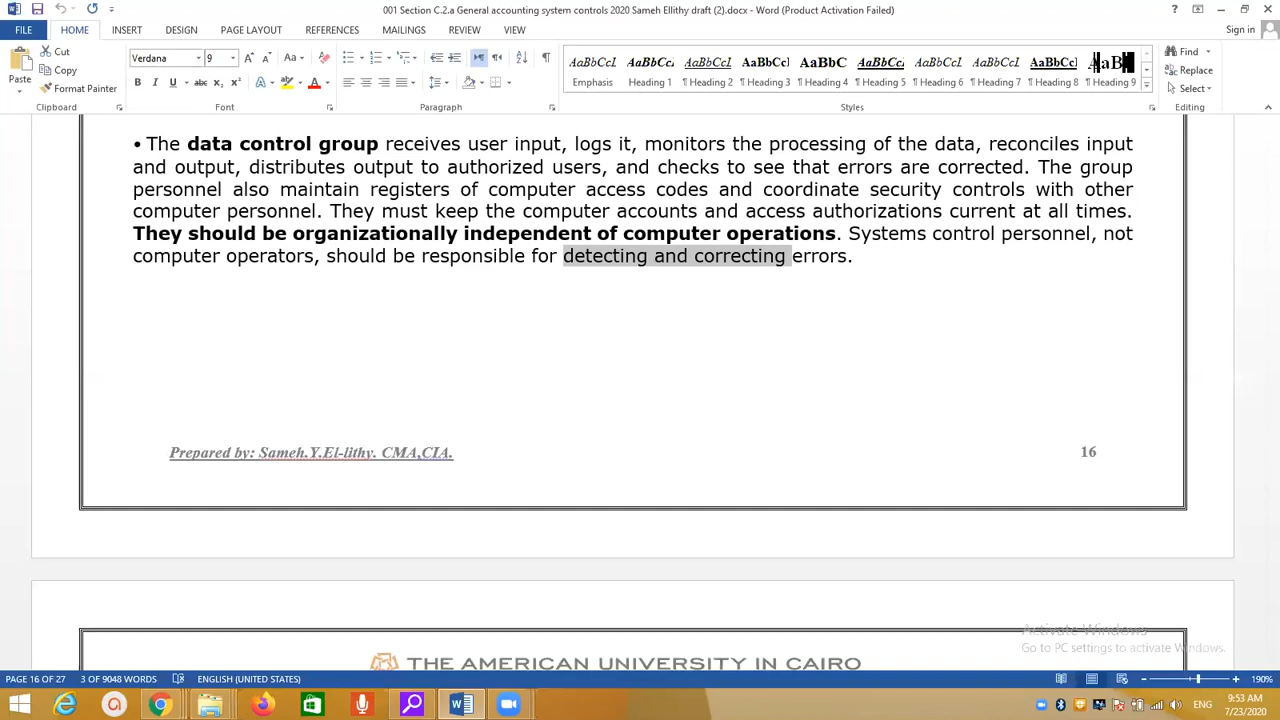 001 Section C.2.a General accounting system controls 2020 Sameh Ellithy draft (2).docx - Word (Product Activation Failed)
FILE HOME INSERT DESIGN PAGE LAYOUT REFERENCES MAILINGS REVIEW VIEW Sign in
Paste
Cut
Copy
Format Painter
Clipboard
Verdana 9
Font
Paragraph
AaBbCcI AaBbCcI AaBbCcI AaBbCcI AaBbC AaBbCcI AaBbCcI AaBbCcI AaBbCcI AaB
Emphasis Heading 1 ¶ Heading 2 Heading 3 Heading 4 ¶ Heading 5 ¶ Heading 6 ¶ Heading 7 ¶ Heading 8 ¶ Heading 9
Styles
Find
Replace
Select
Editing
• The data control group receives user input, logs it, monitors the processing of the data, reconciles input
and output, distributes output to authorized users, and checks to see that errors are corrected. The group
personnel also maintain registers of computer access codes and coordinate security controls with other
computer personnel. They must keep the computer accounts and access authorizations current at all times.
They should be organizationally independent of computer operations. Systems control personnel, not
computer operators, should be responsible for detecting and correcting errors.
Prepared by: Sameh.Y.El-lithy. CMA,CIA. 16
THE AMERICAN UNIVERSITY IN CAIRO
Activate Windows
Go to PC settings to activate Windows.
PAGE 16 OF 27 3 OF 9048 WORDS ENGLISH (UNITED STATES) 190%
ENG 9:53 AM
7/23/2020